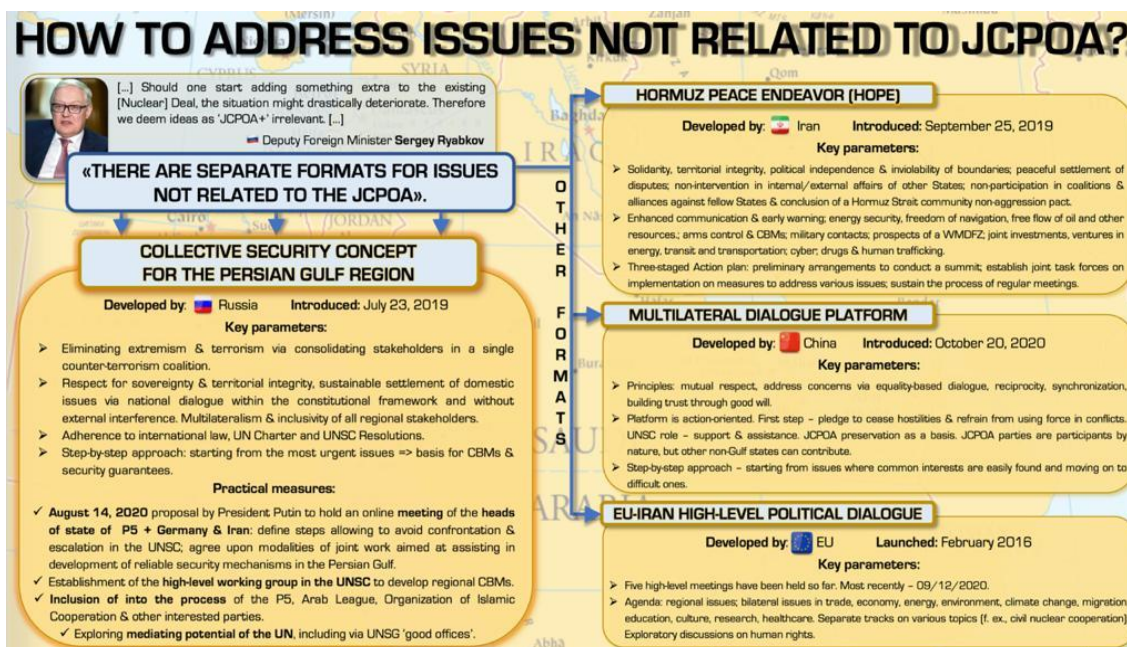 HOW TO ADDRESS ISSUES NOT RELATED TO JCPOA?
[...] Should one start adding something extra to the existing
[Nuclear] Deal, the situation might drastically deteriorate. Therefore
we deem ideas as 'JCPOA+' irrelevant. [...]
Deputy Foreign Minister Sergey Ryabkov
«THERE ARE SEPARATE FORMATS FOR ISSUES
NOT RELATED TO THE JCPOA».
COLLECTIVE SECURITY CONCEPT
FOR THE PERSIAN GULF REGION
Developed by: Russia Introduced: July 23, 2019
Key parameters:
➢ Eliminating extremism & terrorism via consolidating stakeholders in a single
counter-terrorism coalition.
➢ Respect for sovereignty & territorial integrity, sustainable settlement of domestic
issues via national dialogue within the constitutional framework and without
external interference. Multilateralism & inclusivity of all regional stakeholders.
➢ Adherence to international law, UN Charter and UNSC Resolutions.
➢ Step-by-step approach: starting from the most urgent issues => basis for CBMs &
security guarantees.
Practical measures:
✓ August 14, 2020 proposal by President Putin to hold an online meeting of the heads
of state of P5 + Germany & Iran: define steps allowing to avoid confrontation &
escalation in the UNSC; agree upon modalities of joint work aimed at assisting in
development of reliable security mechanisms in the Persian Gulf.
✓ Establishment of the high-level working group in the UNSC to develop regional CBMs.
✓ Inclusion of into the process of the P5, Arab League, Organization of Islamic
Cooperation & other interested parties.
✓ Exploring mediating potential of the UN, including via UNSG 'good offices'.
OTHER FORMATS
HORMUZ PEACE ENDEAVOR (HOPE)
Developed by: Iran Introduced: September 25, 2019
Key parameters:
➢ Solidarity, territorial integrity, political independence & inviolability of boundaries; peaceful settlement of
disputes; non-intervention in internal/external affairs of other States; non-participation in coalitions &
alliances against fellow States & conclusion of a Hormuz Strait community non-aggression pact.
➢ Enhanced communication & early warning; energy security, freedom of navigation, free flow of oil and other
resources.; arms control & CBMs; military contacts; prospects of a WMDFZ; joint investments, ventures in
energy, transit and transportation; cyber; drugs & human trafficking.
➢ Three-staged Action plan: preliminary arrangements to conduct a summit; establish joint task forces on
implementation on measures to address various issues; sustain the process of regular meetings.
MULTILATERAL DIALOGUE PLATFORM
Developed by: China Introduced: October 20, 2020
Key parameters:
➢ Principles: mutual respect, address concerns via equality-based dialogue, reciprocity, synchronization,
building trust through good will.
➢ Platform is action-oriented. First step – pledge to cease hostilities & refrain from using force in conflicts.
UNSC role – support & assistance. JCPOA preservation as a basis. JCPOA parties are participants by
nature, but other non-Gulf states can contribute.
➢ Step-by-step approach – starting from issues where common interests are easily found and moving on to
difficult ones.
EU-IRAN HIGH-LEVEL POLITICAL DIALOGUE
Developed by: EU Launched: February 2016
Key parameters:
➢ Five high-level meetings have been held so far. Most recently – 09/12/2020.
➢ Agenda: regional issues; bilateral issues in trade, economy, energy, environment, climate change, migration
education, culture, research, healthcare. Separate tracks on various topics (f. ex., civil nuclear cooperation)
Exploratory discussions on human rights.
SYRIA
Zanjan
Qom
Cairo
JORDAN
Abhā